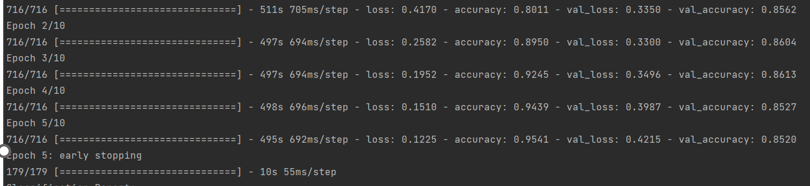 716/716 [==============================] - 511s 705ms/step - loss: 0.4170 - accuracy: 0.8011 - val_loss: 0.3350 - val_accuracy: 0.8562
Epoch 2/10
716/716 [==============================] - 497s 694ms/step - loss: 0.2582 - accuracy: 0.8950 - val_loss: 0.3300 - val_accuracy: 0.8604
Epoch 3/10
716/716 [==============================] - 497s 694ms/step - loss: 0.1952 - accuracy: 0.9245 - val_loss: 0.3496 - val_accuracy: 0.8613
Epoch 4/10
716/716 [==============================] - 498s 696ms/step - loss: 0.1510 - accuracy: 0.9439 - val_loss: 0.3987 - val_accuracy: 0.8527
Epoch 5/10
716/716 [==============================] - 495s 692ms/step - loss: 0.1225 - accuracy: 0.9541 - val_loss: 0.4215 - val_accuracy: 0.8520
Epoch 5: early stopping
179/179 [==============================] - 10s 55ms/step